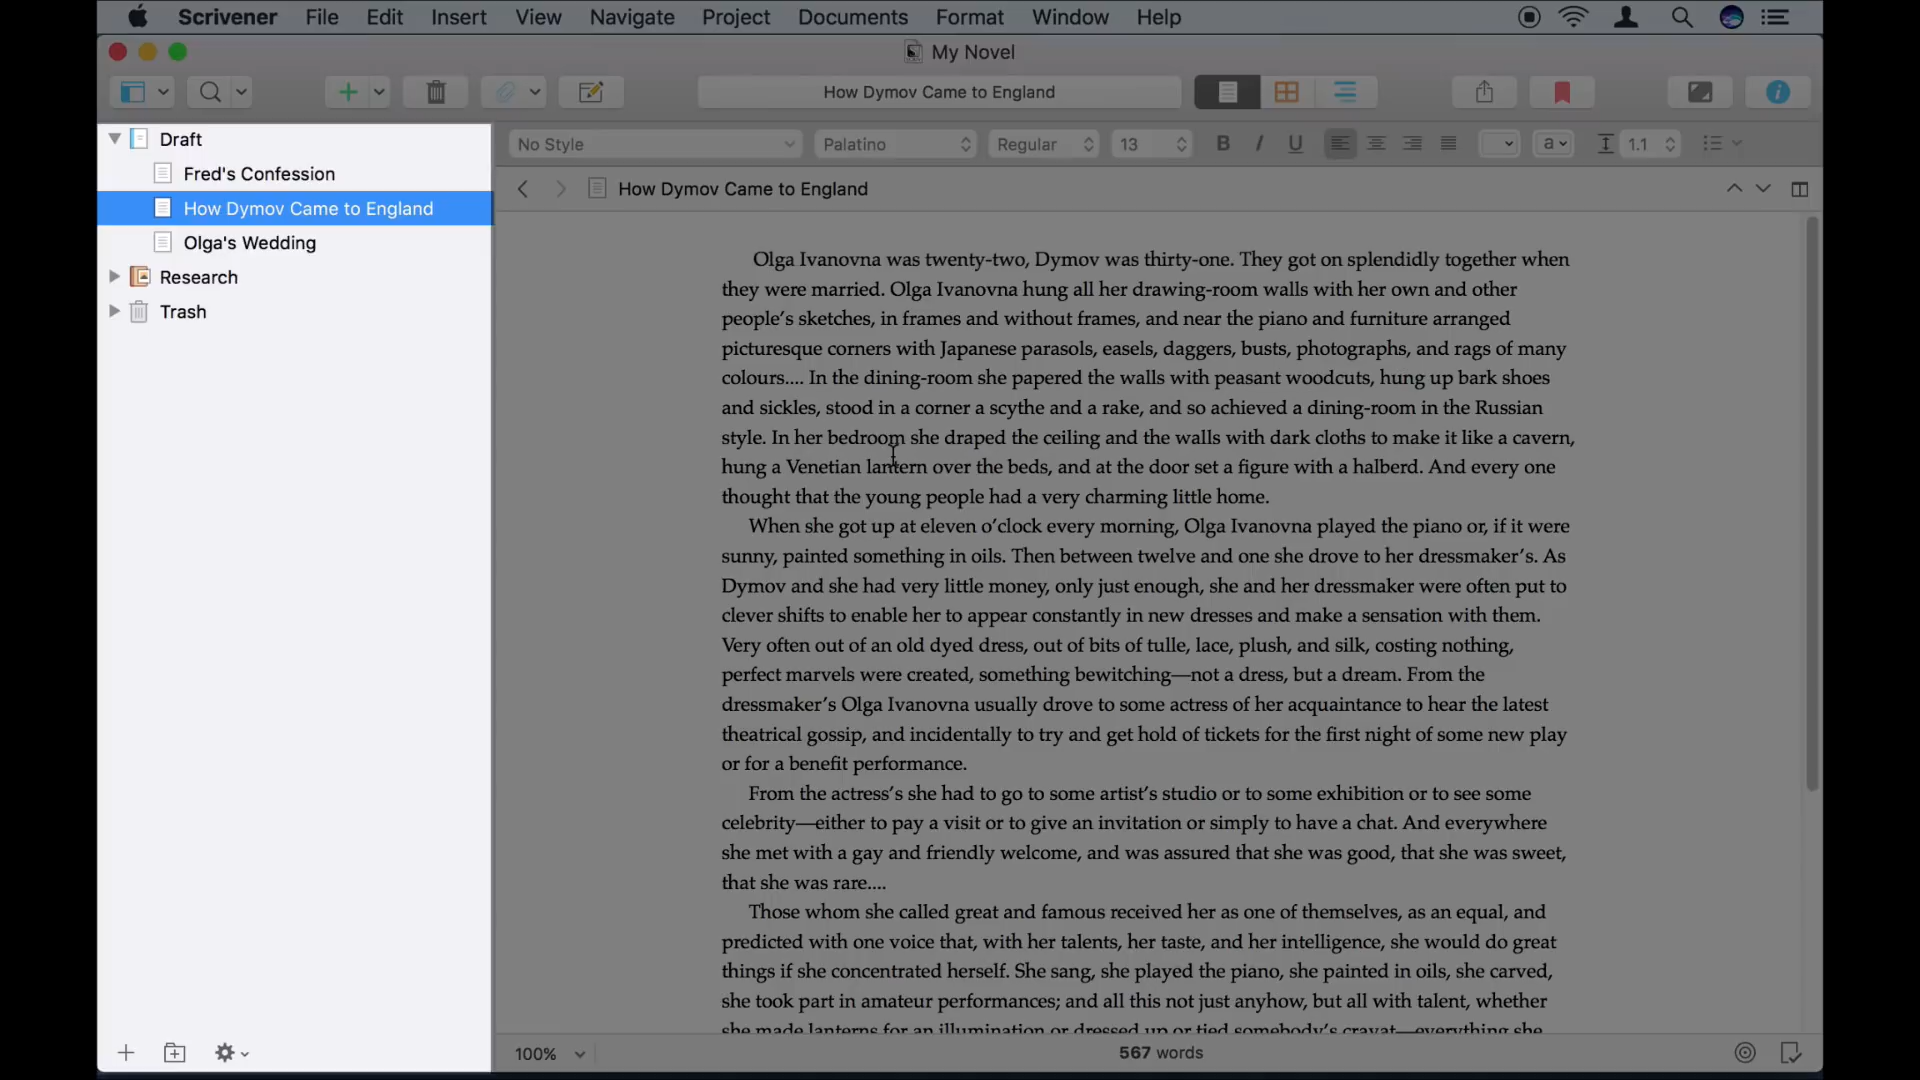 Scrivener File Edit Insert View Navigate Project Documents Format Window Help
My Novel
How Dymov Came to England
No Style Palatino Regular 13 B I U a 1.1
Draft
Fred's Confession
How Dymov Came to England
Olga's Wedding
Research
Trash
How Dymov Came to England
Olga Ivanovna was twenty-two, Dymov was thirty-one. They got on splendidly together when
they were married. Olga Ivanovna hung all her drawing-room walls with her own and other
people’s sketches, in frames and without frames, and near the piano and furniture arranged
picturesque corners with Japanese parasols, easels, daggers, busts, photographs, and rags of many
colours.... In the dining-room she papered the walls with peasant woodcuts, hung up bark shoes
and sickles, stood in a corner a scythe and a rake, and so achieved a dining-room in the Russian
style. In her bedroom she draped the ceiling and the walls with dark cloths to make it like a cavern,
hung a Venetian lantern over the beds, and at the door set a figure with a halberd. And every one
thought that the young people had a very charming little home.
When she got up at eleven o’clock every morning, Olga Ivanovna played the piano or, if it were
sunny, painted something in oils. Then between twelve and one she drove to her dressmaker’s. As
Dymov and she had very little money, only just enough, she and her dressmaker were often put to
clever shifts to enable her to appear constantly in new dresses and make a sensation with them.
Very often out of an old dyed dress, out of bits of tulle, lace, plush, and silk, costing nothing,
perfect marvels were created, something bewitching—not a dress, but a dream. From the
dressmaker’s Olga Ivanovna usually drove to some actress of her acquaintance to hear the latest
theatrical gossip, and incidentally to try and get hold of tickets for the first night of some new play
or for a benefit performance.
From the actress’s she had to go to some artist’s studio or to some exhibition or to see some
celebrity—either to pay a visit or to give an invitation or simply to have a chat. And everywhere
she met with a gay and friendly welcome, and was assured that she was good, that she was sweet,
that she was rare....
Those whom she called great and famous received her as one of themselves, as an equal, and
predicted with one voice that, with her talents, her taste, and her intelligence, she would do great
things if she concentrated herself. She sang, she played the piano, she painted in oils, she carved,
she took part in amateur performances; and all this not just anyhow, but all with talent, whether
she made lanterns for an illumination or dressed up or tied somebody’s cravat—everything she
100% 567 words